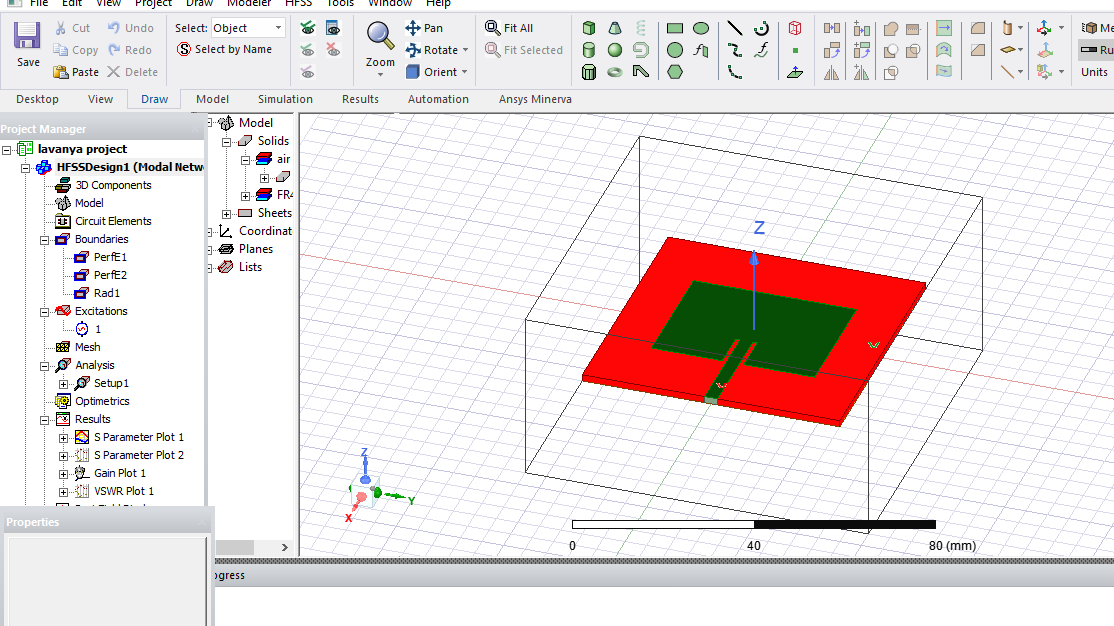 File Edit View Project Draw Modeler HFSS Tools Window Help
Save
Cut Undo
Copy Redo
Paste Delete
Select: Object
Select by Name
Zoom
Pan
Rotate
Orient
Fit All
Fit Selected
Units
Desktop View Draw Model Simulation Results Automation Ansys Minerva
Project Manager
lavanya project
HFSSDesign1 (Modal Netw
3D Components
Model
Circuit Elements
Boundaries
PerfE1
PerfE2
Rad1
Excitations
1
Mesh
Analysis
Setup1
Optimetrics
Results
S Parameter Plot 1
S Parameter Plot 2
Gain Plot 1
VSWR Plot 1
Properties
Model
Solids
air
FR4
Sheets
Coordinat
Planes
Lists
Z
Z
Y
X
0 40 80 (mm)
ogress